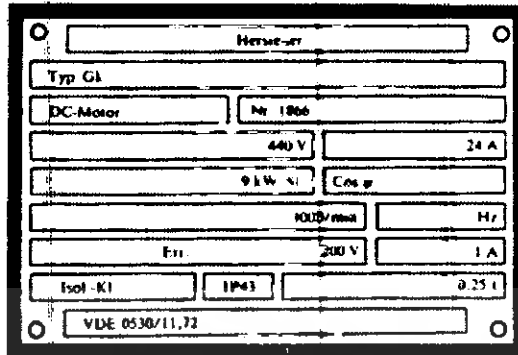 Hersteller
Typ Gk
DC-Motor Nr 1866
440 V 24 A
9 kW S1 Cos φ
1000/min Hz
Err. 200 V 1 A
Isol-Kl IP43 0.25 t
VDE 0530/11,72